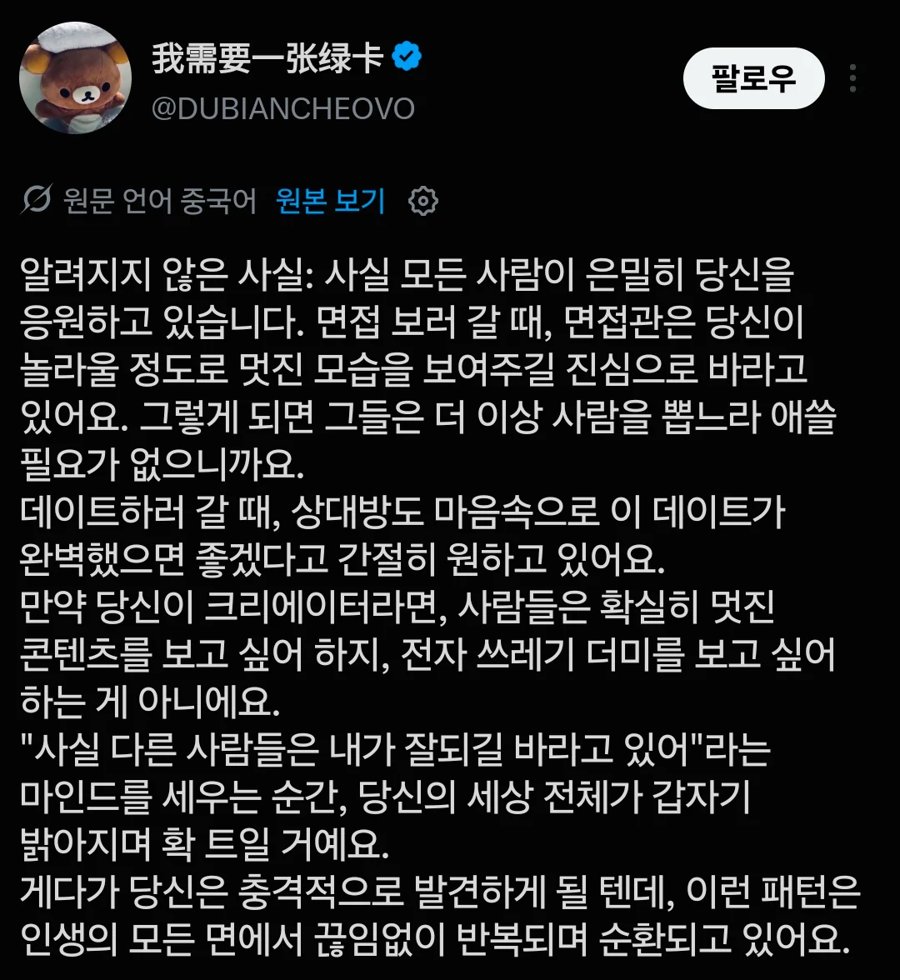 我需要一张绿卡
@DUBIANCHEOVO
팔로우
원문 언어 중국어 원본 보기
알려지지 않은 사실: 사실 모든 사람이 은밀히 당신을
응원하고 있습니다. 면접 보러 갈 때, 면접관은 당신이
놀라울 정도로 멋진 모습을 보여주길 진심으로 바라고
있어요. 그렇게 되면 그들은 더 이상 사람을 뽑느라 애쓸
필요가 없으니까요.
데이트하러 갈 때, 상대방도 마음속으로 이 데이트가
완벽했으면 좋겠다고 간절히 원하고 있어요.
만약 당신이 크리에이터라면, 사람들은 확실히 멋진
콘텐츠를 보고 싶어 하지, 전자 쓰레기 더미를 보고 싶어
하는 게 아니에요.
"사실 다른 사람들은 내가 잘되길 바라고 있어"라는
마인드를 세우는 순간, 당신의 세상 전체가 갑자기
밝아지며 확 트일 거예요.
게다가 당신은 충격적으로 발견하게 될 텐데, 이런 패턴은
인생의 모든 면에서 끊임없이 반복되며 순환되고 있어요.